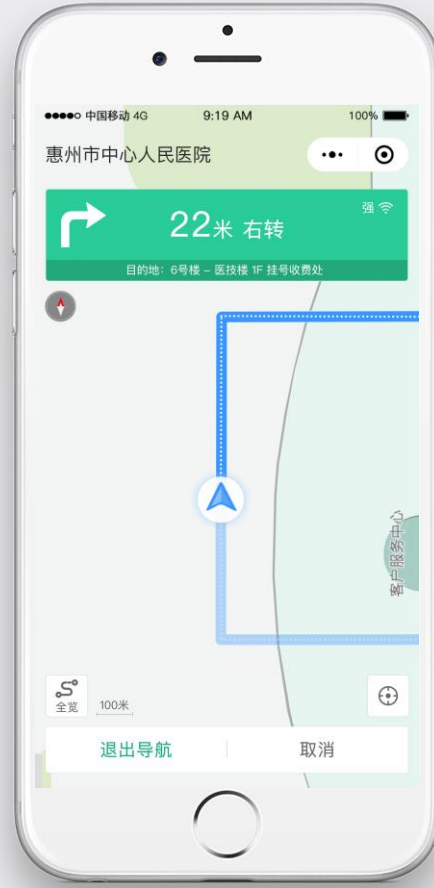 中国移动 4G 9:19 AM 100%
惠州市中心人民医院
22米 右转
强
目的地：6号楼 – 医技楼 1F 挂号收费处
客户服务中心
全览
100米
退出导航 取消